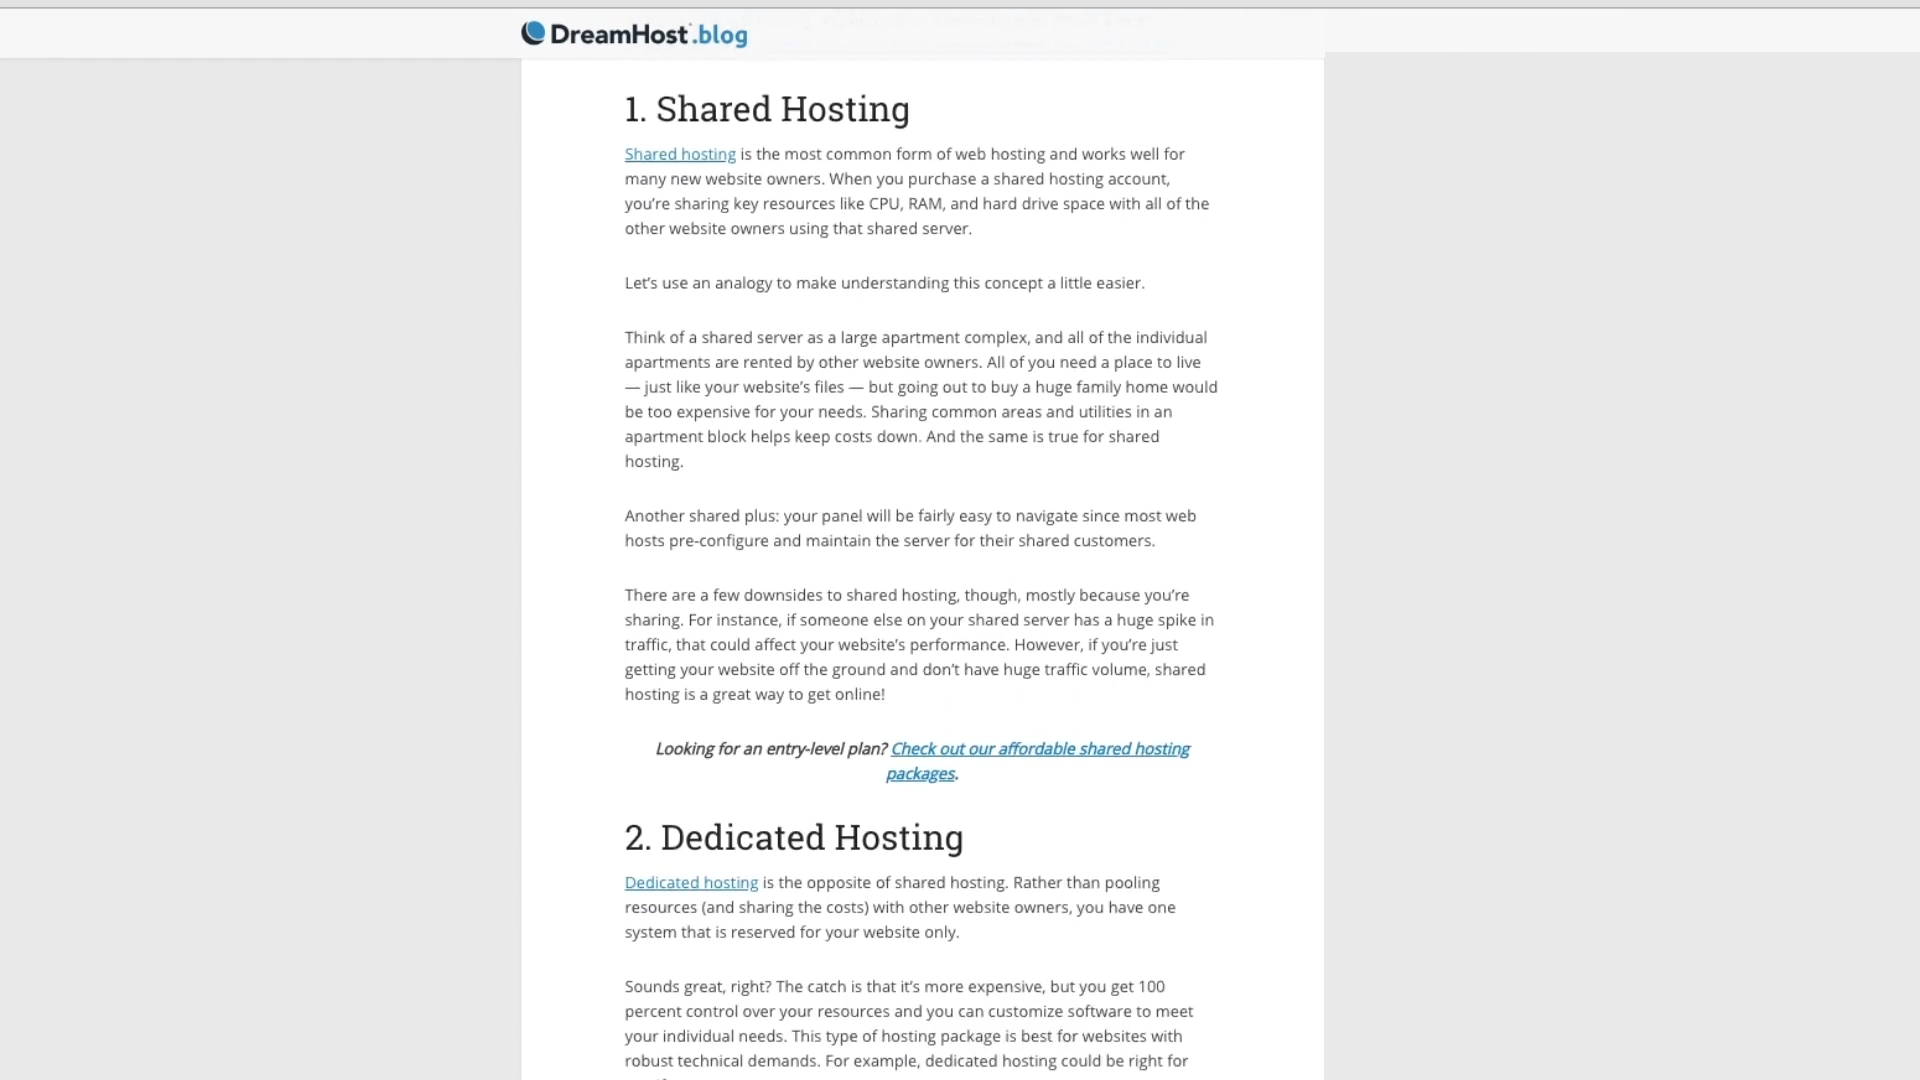 DreamHost.blog
1. Shared Hosting
Shared hosting is the most common form of web hosting and works well for
many new website owners. When you purchase a shared hosting account,
you’re sharing key resources like CPU, RAM, and hard drive space with all of the
other website owners using that shared server.
Let’s use an analogy to make understanding this concept a little easier.
Think of a shared server as a large apartment complex, and all of the individual
apartments are rented by other website owners. All of you need a place to live
— just like your website’s files — but going out to buy a huge family home would
be too expensive for your needs. Sharing common areas and utilities in an
apartment block helps keep costs down. And the same is true for shared
hosting.
Another shared plus: your panel will be fairly easy to navigate since most web
hosts pre-configure and maintain the server for their shared customers.
There are a few downsides to shared hosting, though, mostly because you’re
sharing. For instance, if someone else on your shared server has a huge spike in
traffic, that could affect your website’s performance. However, if you’re just
getting your website off the ground and don’t have huge traffic volume, shared
hosting is a great way to get online!
Looking for an entry-level plan? Check out our affordable shared hosting
packages.
2. Dedicated Hosting
Dedicated hosting is the opposite of shared hosting. Rather than pooling
resources (and sharing the costs) with other website owners, you have one
system that is reserved for your website only.
Sounds great, right? The catch is that it’s more expensive, but you get 100
percent control over your resources and you can customize software to meet
your individual needs. This type of hosting package is best for websites with
robust technical demands. For example, dedicated hosting could be right for